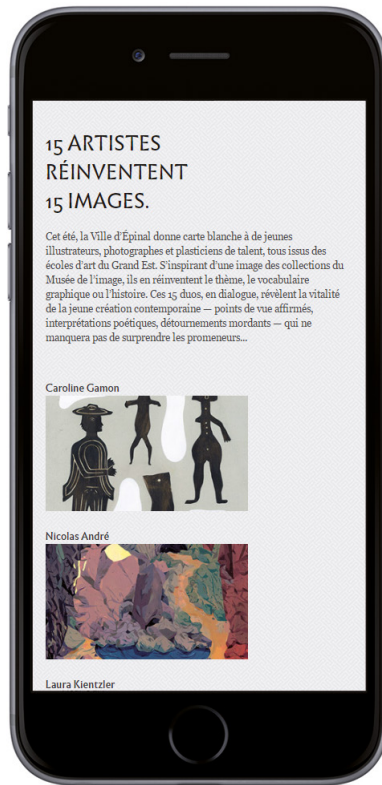 15 ARTISTES
RÉINVENTENT
15 IMAGES.
Cet été, la Ville d'Épinal donne carte blanche à de jeunes
illustrateurs, photographes et plasticiens de talent, tous issus des
écoles d'art du Grand Est. S'inspirant d'une image des collections du
Musée de l'image, ils en réinventent le thème, le vocabulaire
graphique ou l'histoire. Ces 15 duos, en dialogue, révèlent la vitalité
de la jeune création contemporaine — points de vue affirmés,
interprétations poétiques, détournements mordants — qui ne
manquera pas de surprendre les promeneurs...
Caroline Gamon
Nicolas André
Laura Kientzler